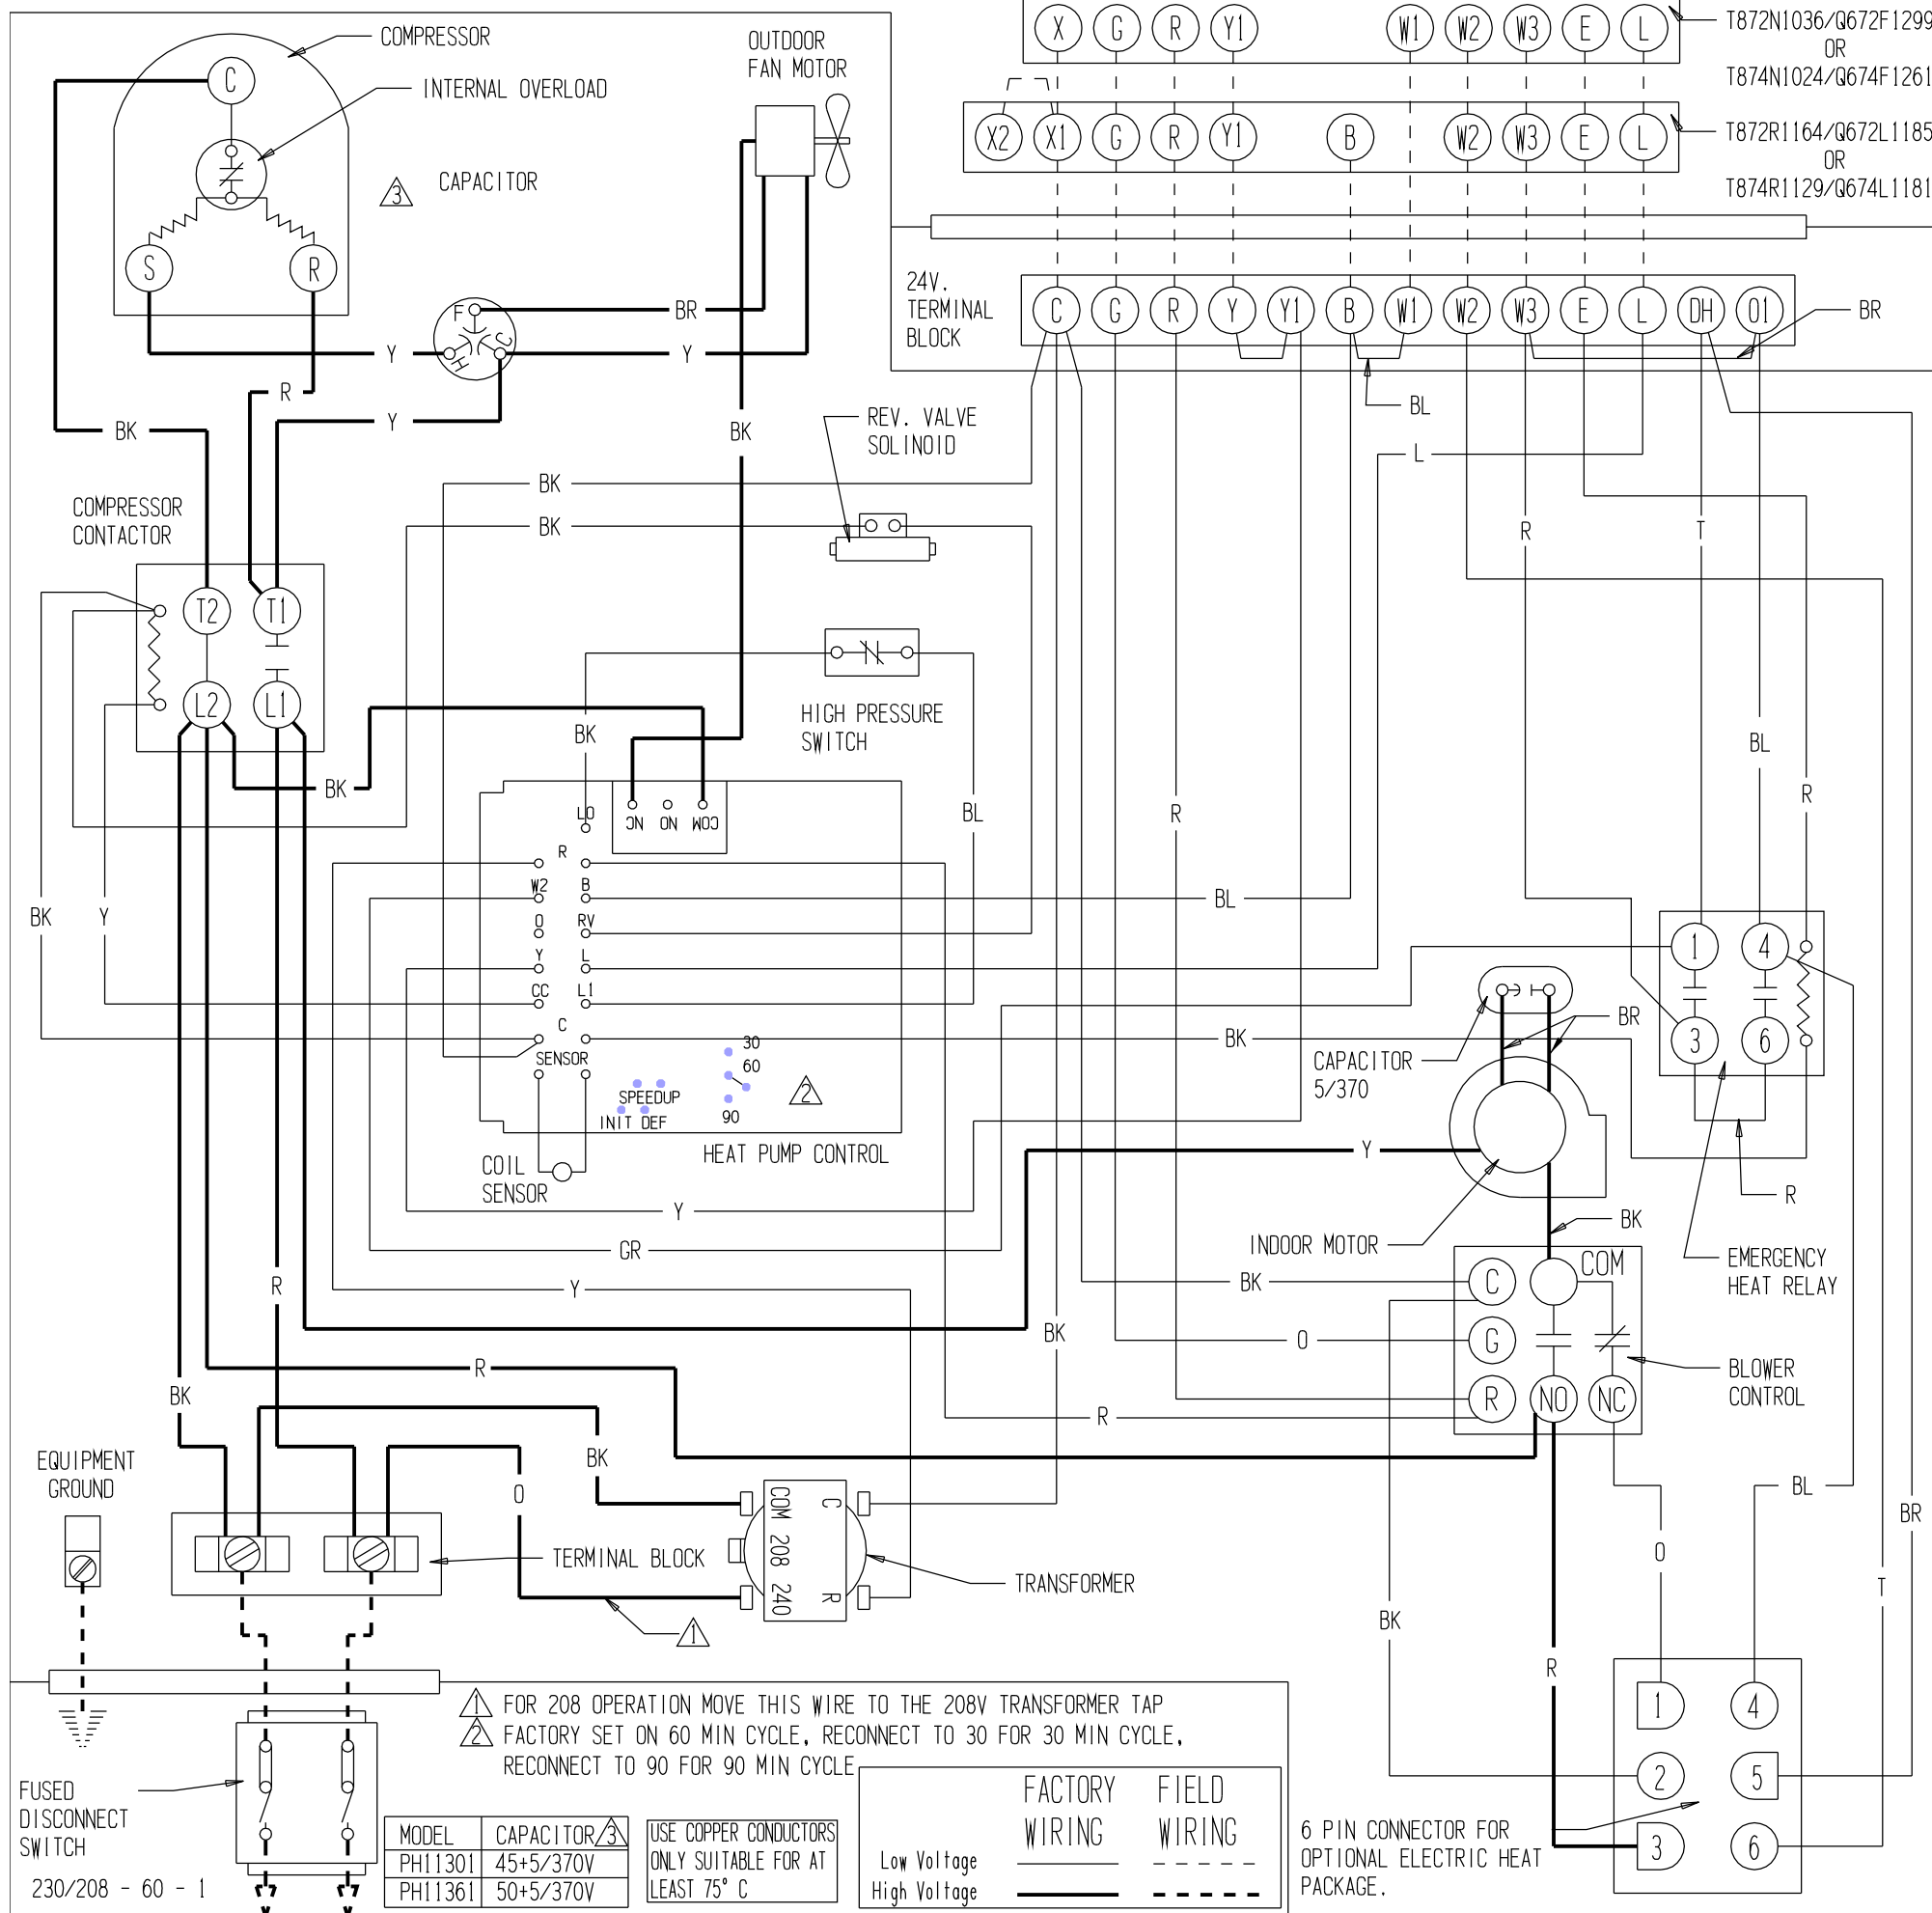 COMPRESSOR
INTERNAL OVERLOAD
C
S
R
3 CAPACITOR
OUTDOOR
FAN MOTOR
X G R Y1 W1 W2 W3 E L
T872N1036/Q672F1299
OR
T874N1024/Q674F1261
X2 X1 G R Y1 B W2 W3 E L
T872R1164/Q672L1185
OR
T874R1129/Q674L1181
24V.
TERMINAL
BLOCK
C G R Y Y1 B W1 W2 W3 E L DH O1
BR
BL
L
F
H
C
BR
Y
Y
R
Y
BK
BK
REV. VALVE
SOLINOID
BK
BK
COMPRESSOR
CONTACTOR
T2 T1
L2 L1
R
T
BL
R
HIGH PRESSURE
SWITCH
BK
BL
BK
R
BK
Y
NC NO COM
LO
R
W2 B
O RV
Y L
CC L1
C
SENSOR
SPEEDUP
INIT DEF
30
60
90
2
HEAT PUMP CONTROL
COIL
SENSOR
BL
BK
1 4
3 6
BR
CAPACITOR
5/370
Y
R
EMERGENCY
HEAT RELAY
BK
INDOOR MOTOR
Y
GR
Y
R
BK
BK
O
R
C COM
G
R NO NC
BLOWER
CONTROL
R
BK
BK
O
EQUIPMENT
GROUND
TERMINAL BLOCK
COM 208 240
C R
TRANSFORMER
1
BL
BR
O
T
BK
R
1 4
2 5
3 6
6 PIN CONNECTOR FOR
OPTIONAL ELECTRIC HEAT
PACKAGE.
1 FOR 208 OPERATION MOVE THIS WIRE TO THE 208V TRANSFORMER TAP
2 FACTORY SET ON 60 MIN CYCLE, RECONNECT TO 30 FOR 30 MIN CYCLE,
RECONNECT TO 90 FOR 90 MIN CYCLE
FUSED
DISCONNECT
SWITCH
230/208 - 60 - 1
MODEL CAPACITOR 3
PH11301 45+5/370V
PH11361 50+5/370V
USE COPPER CONDUCTORS
ONLY SUITABLE FOR AT
LEAST 75° C
FACTORY FIELD
WIRING WIRING
Low Voltage
High Voltage